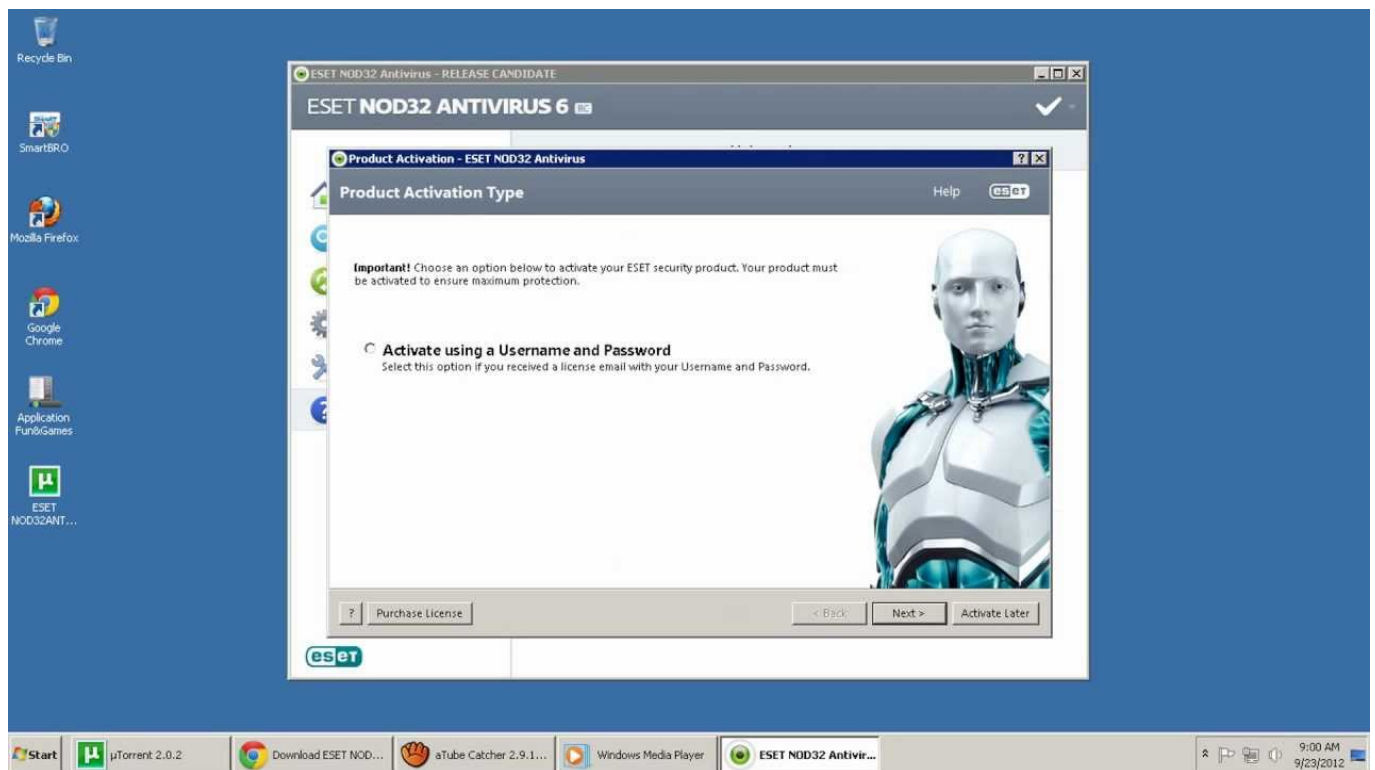 Recycle Bin
SmartBRO
Mozilla Firefox
Google
Chrome
Application
Fun&Games
µ
ESET
NOD32ANT...
ESET NOD32 Antivirus - RELEASE CANDIDATE
ESET NOD32 ANTIVIRUS 6 RC
Product Activation - ESET NOD32 Antivirus
Product Activation Type
Help
eset
Important! Choose an option below to activate your ESET security product. Your product must
be activated to ensure maximum protection.
Activate using a Username and Password
Select this option if you received a license email with your Username and Password.
?
Purchase License
< Back
Next >
Activate Later
eset
Start
µTorrent 2.0.2
Download ESET NOD...
aTube Catcher 2.9.1...
Windows Media Player
ESET NOD32 Antivir...
9:00 AM
9/23/2012